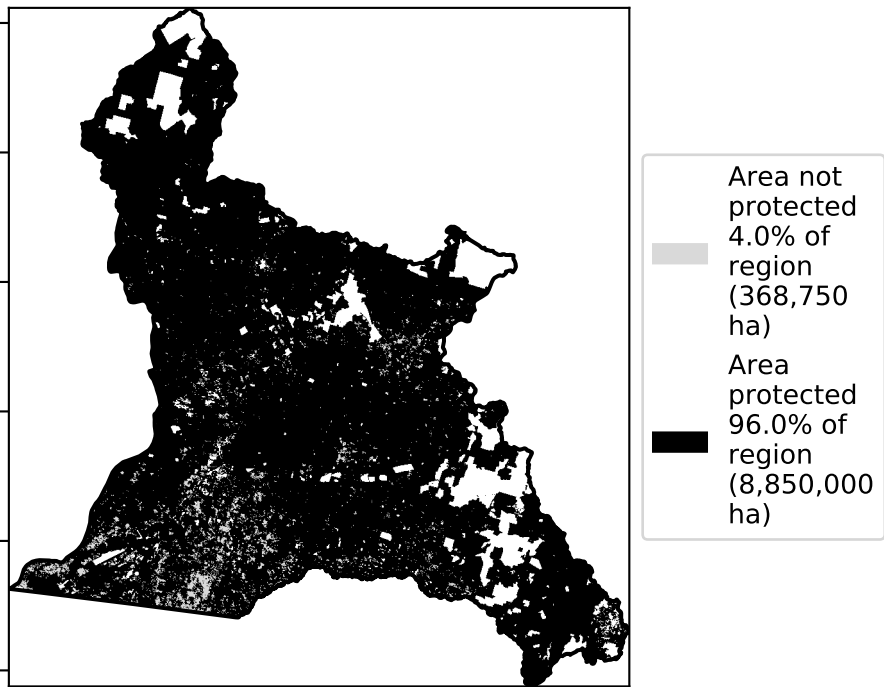 Area not
protected
4.0% of
region
(368,750
ha)
Area
protected
96.0% of
region
(8,850,000
ha)